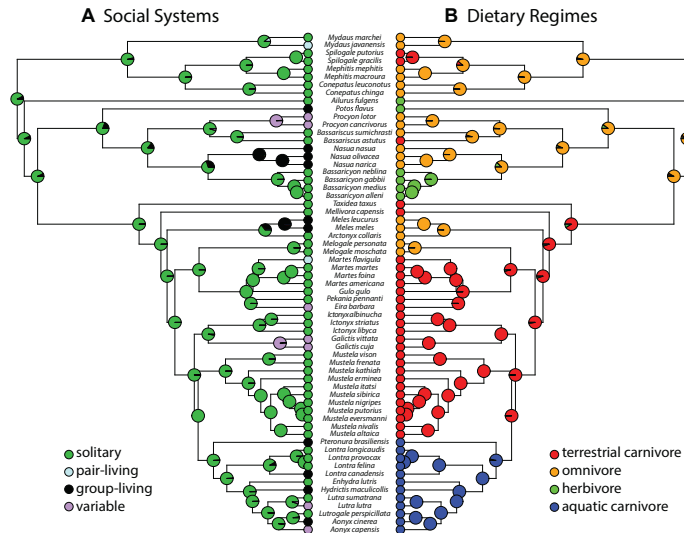 A Social Systems
B Dietary Regimes
Mydaus marchei
Mydaus javanensis
Spilogale putorius
Spilogale gracilis
Mephitis mephitis
Mephitis macroura
Conepatus leuconotus
Conepatus chinga
Ailurus fulgens
Potos flavus
Procyon lotor
Procyon cancrivorus
Bassariscus sumichrasti
Bassariscus astutus
Nasua nasua
Nasua olivacea
Nasua narica
Bassaricyon neblina
Bassaricyon gabbii
Bassaricyon medius
Bassaricyon alleni
Taxidea taxus
Mellivora capensis
Meles leucurus
Meles meles
Arctonyx collaris
Melogale personata
Melogale moschata
Martes flavigula
Martes martes
Martes foina
Martes americana
Gulo gulo
Pekania pennanti
Eira barbara
Ictonyxalbinucha
Ictonyx striatus
Ictonyx libyca
Galictis vittata
Galictis cuja
Mustela vison
Mustela frenata
Mustela kathiah
Mustela erminea
Mustela itatsi
Mustela sibirica
Mustela nigripes
Mustela putorius
Mustela eversmanni
Mustela nivalis
Mustela altaica
Pteronura brasiliensis
Lontra longicaudis
Lontra provocax
Lontra felina
Lontra canadensis
Enhydra lutris
Hydrictis maculicollis
Lutra sumatrana
Lutra lutra
Lutrogale perspicillata
Aonyx cinerea
Aonyx capensis
solitary
pair-living
group-living
variable
terrestrial carnivore
omnivore
herbivore
aquatic carnivore